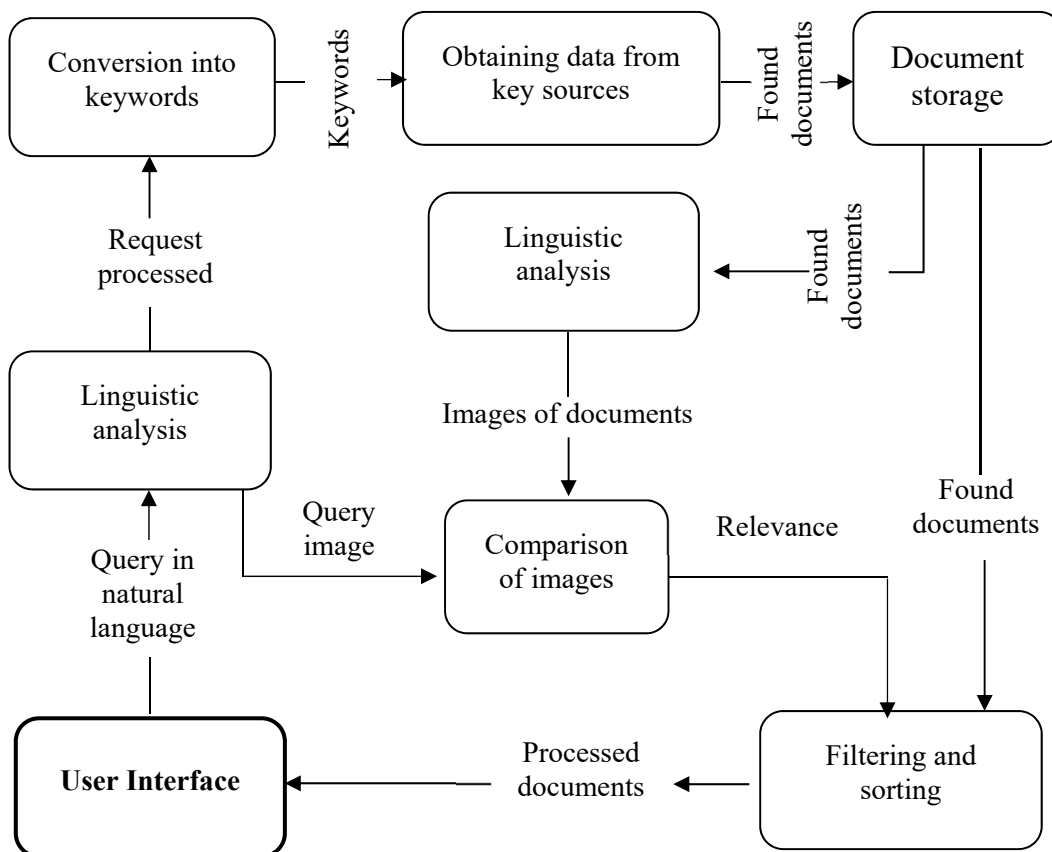 Conversion into
keywords
Keywords
Obtaining data from
key sources
Found
documents
Document
storage
Request
processed
Linguistic
analysis
Found
documents
Linguistic
analysis
Images of documents
Query
image
Comparison
of images
Relevance
Found
documents
Query in
natural
language
User Interface
Processed
documents
Filtering and
sorting